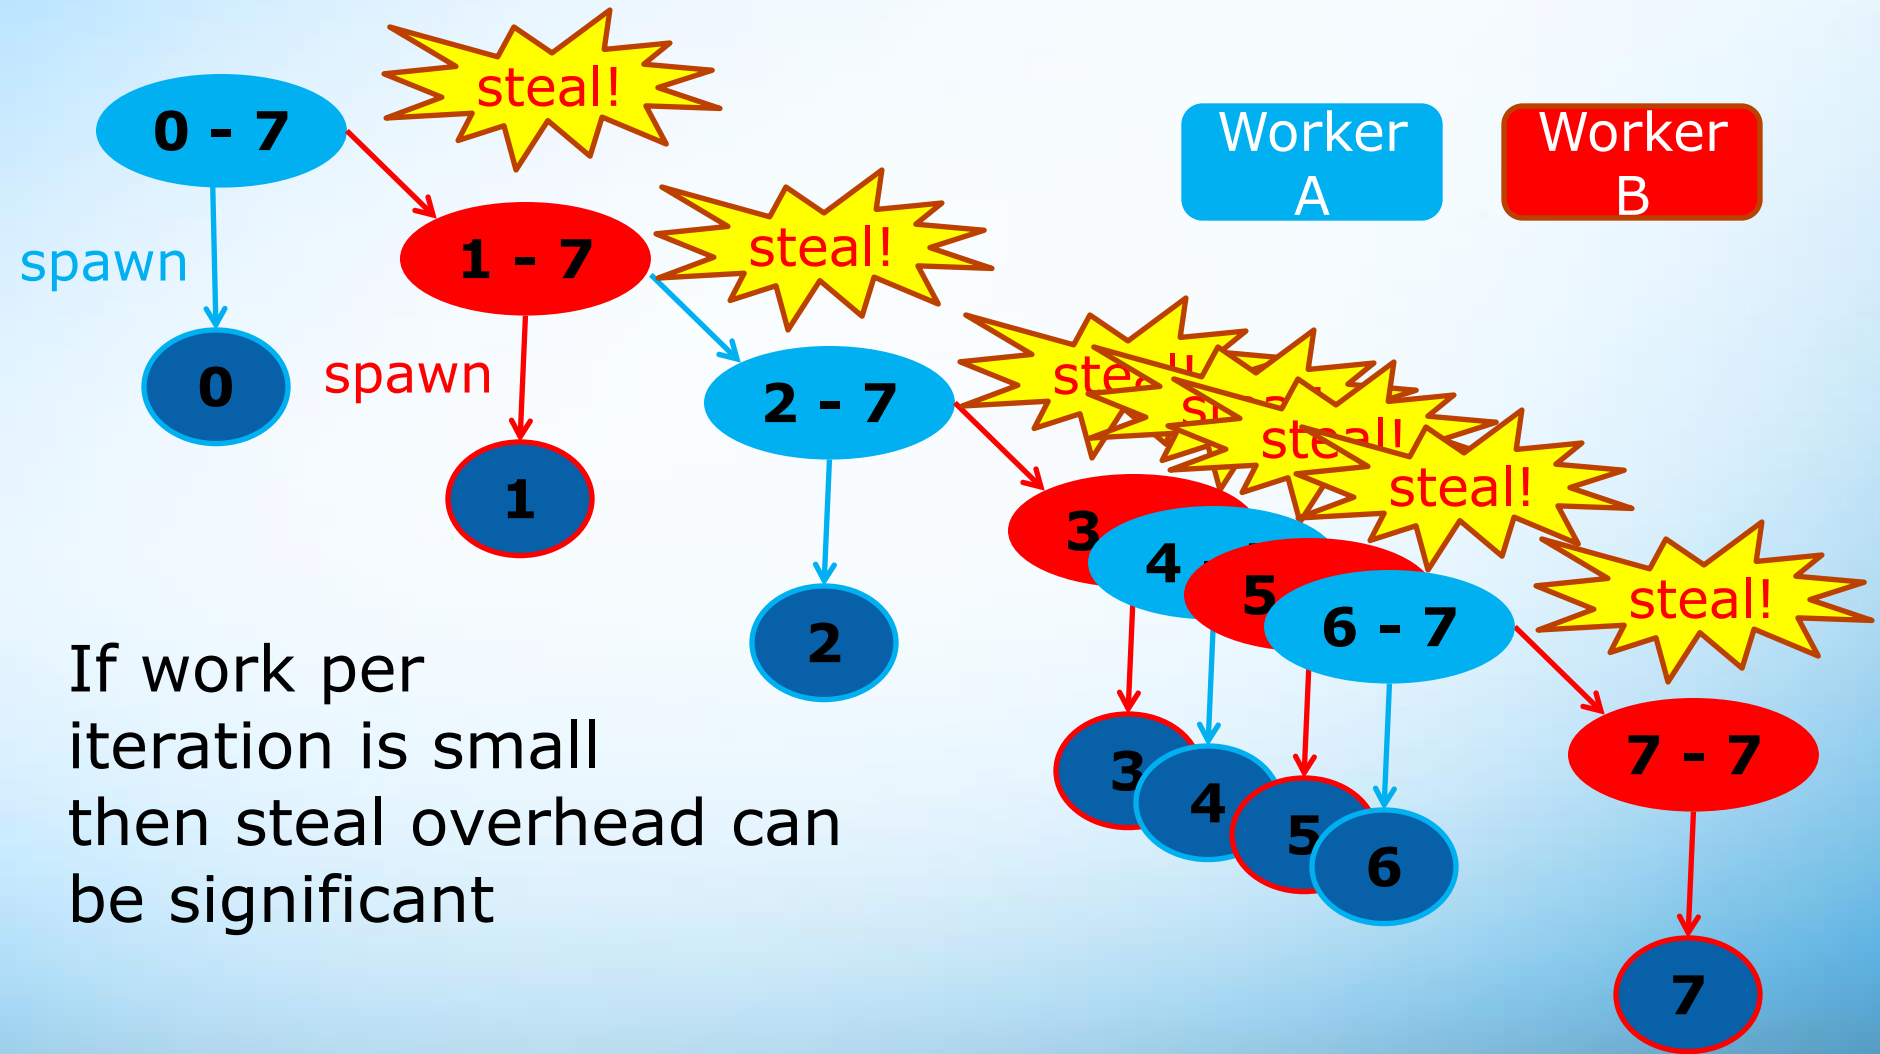 steal!
0 - 7
Worker
A
Worker
B
steal!
1 - 7
spawn
steal!
0
spawn
2 - 7
steal!
steal!
1
3
4 -
5
6 - 7
steal!
2
If work per
iteration is small
then steal overhead can
be significant
7 - 7
3
4
5
6
7